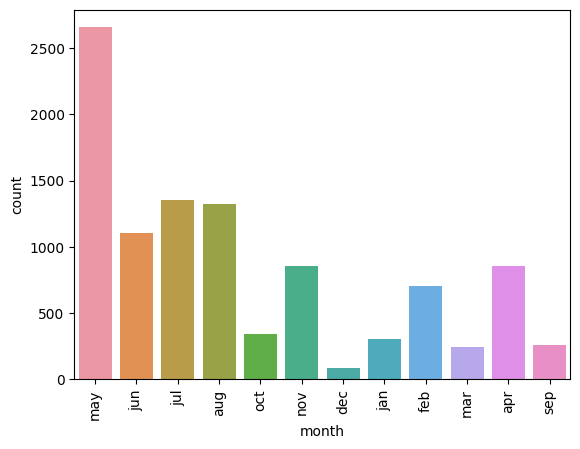 2500
2000
1500
1000
500
0
count
may
jun
jul
aug
oct
nov
dec
jan
feb
mar
apr
sep
month